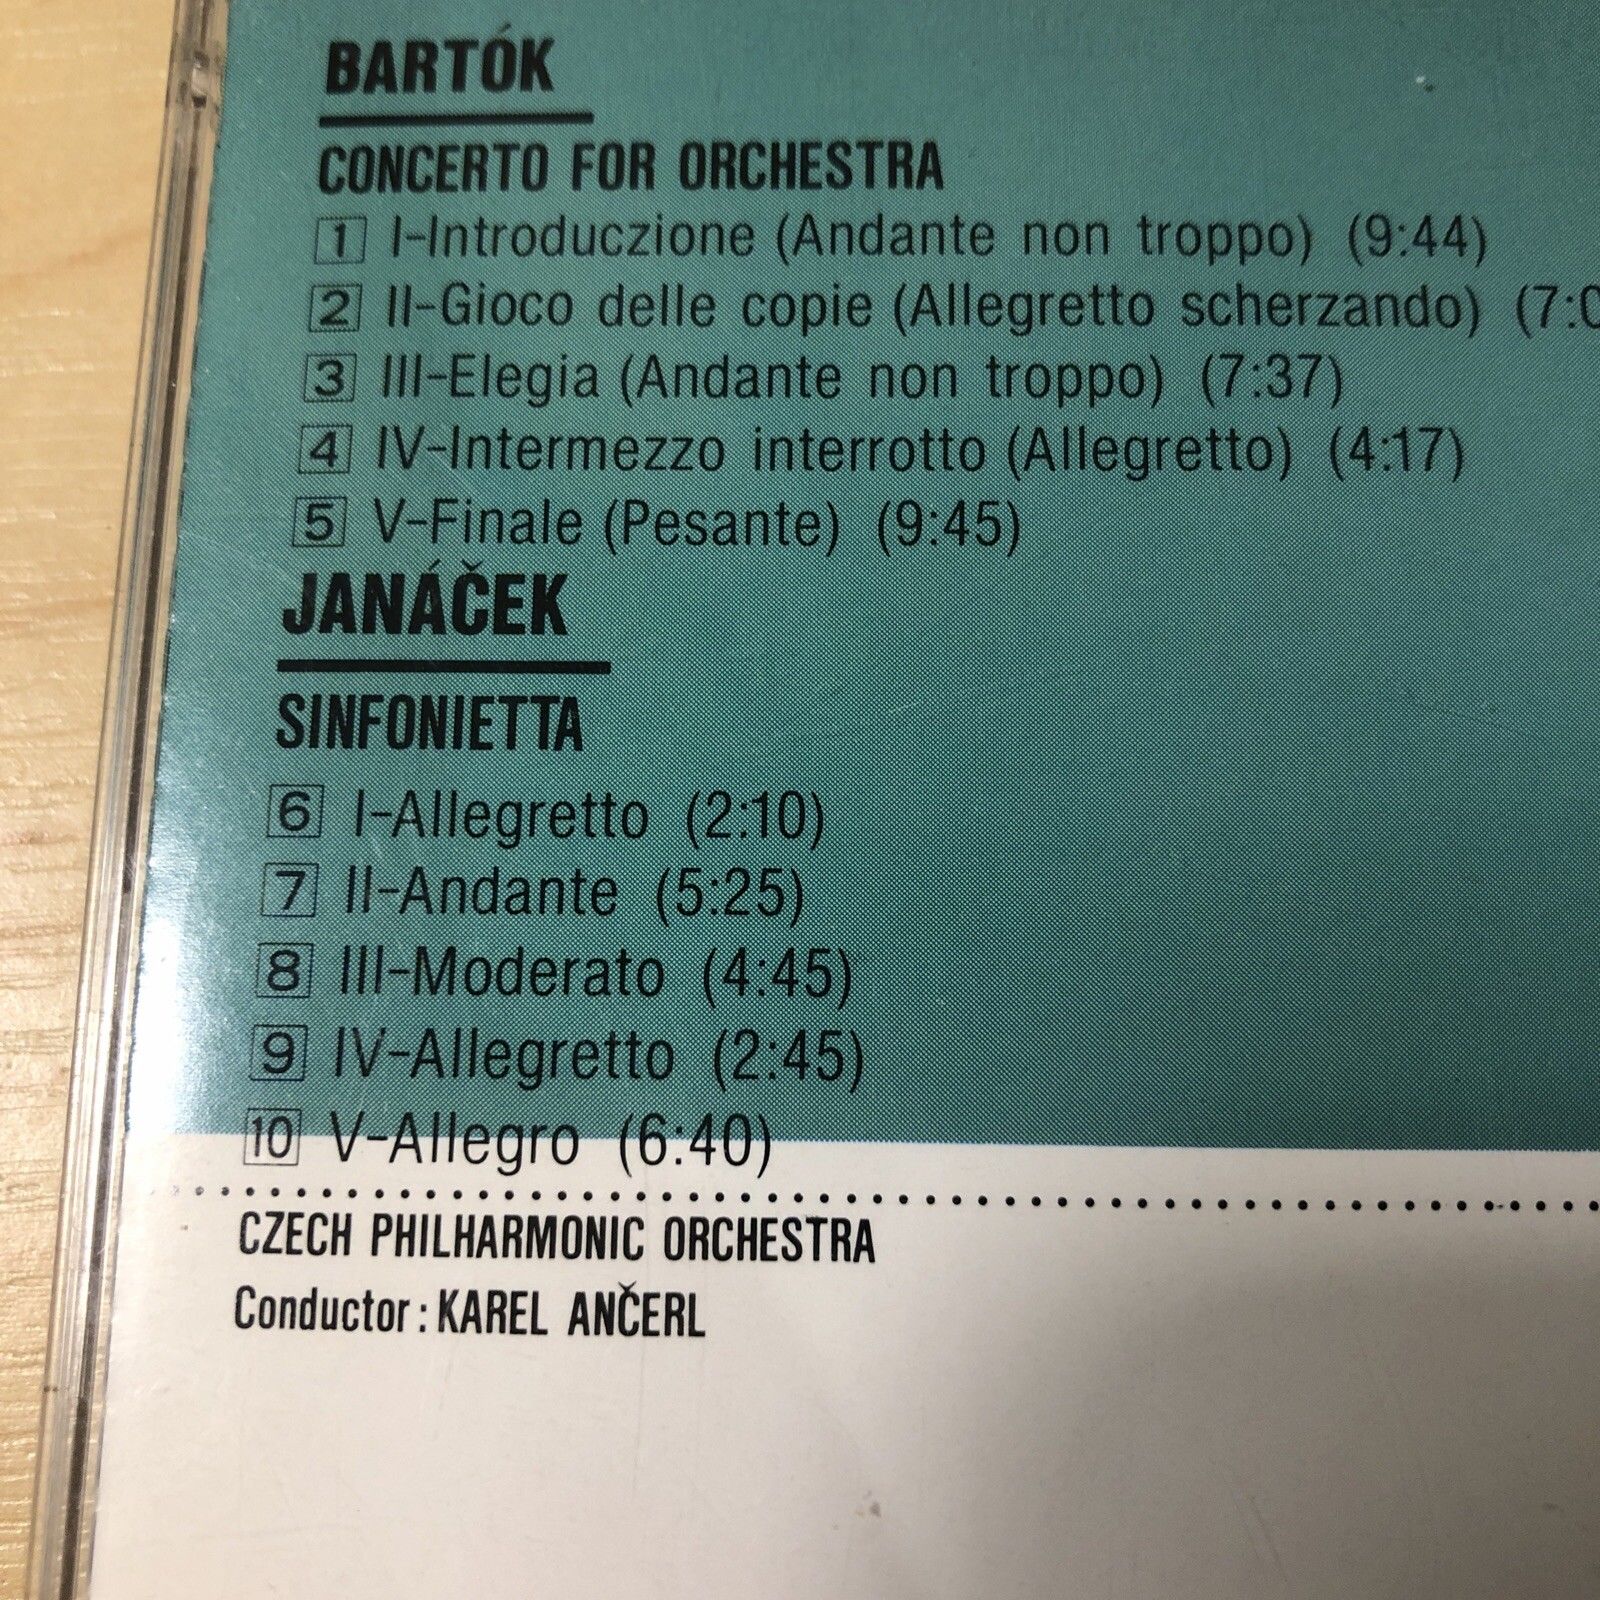 BARTÓK
CONCERTO FOR ORCHESTRA
1 I-Introduczione (Andante non troppo) (9:44)
2 II-Gioco delle copie (Allegretto scherzando) (7:0
3 III-Elegia (Andante non troppo) (7:37)
4 IV-Intermezzo interrotto (Allegretto) (4:17)
5 V-Finale (Pesante) (9:45)
JANÁČEK
SINFONIETTA
6 I-Allegretto (2:10)
7 II-Andante (5:25)
8 III-Moderato (4:45)
9 IV-Allegretto (2:45)
10 V-Allegro (6:40)
CZECH PHILHARMONIC ORCHESTRA
Conductor: KAREL ANČERL